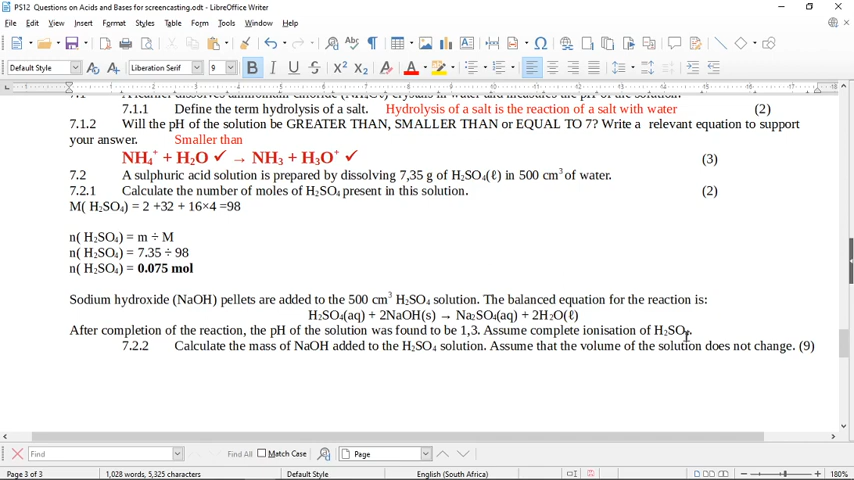 PS12 Questions on Acids and Bases for screencasting.odt - LibreOffice Writer
File Edit View Insert Format Styles Table Form Tools Window Help
Default Style Liberation Serif 9
7.1.1 Define the term hydrolysis of a salt. Hydrolysis of a salt is the reaction of a salt with water (2)
7.1.2 Will the pH of the solution be GREATER THAN, SMALLER THAN or EQUAL TO 7? Write a relevant equation to support
your answer. Smaller than
NH₄⁺ + H₂O ✓ → NH₃ + H₃O⁺ ✓ (3)
7.2 A sulphuric acid solution is prepared by dissolving 7,35 g of H₂SO₄(ℓ) in 500 cm³of water.
7.2.1 Calculate the number of moles of H₂SO₄ present in this solution. (2)
M( H₂SO₄) = 2 +32 + 16×4 =98
n( H₂SO₄) = m ÷ M
n( H₂SO₄) = 7.35 ÷ 98
n( H₂SO₄) = 0.075 mol
Sodium hydroxide (NaOH) pellets are added to the 500 cm³ H₂SO₄ solution. The balanced equation for the reaction is:
H₂SO₄(aq) + 2NaOH(s) → Na₂SO₄(aq) + 2H₂O(ℓ)
After completion of the reaction, the pH of the solution was found to be 1,3. Assume complete ionisation of H₂SO₄.
7.2.2 Calculate the mass of NaOH added to the H₂SO₄ solution. Assume that the volume of the solution does not change. (9)
Find Find All Match Case Page
Page 3 of 3 1,028 words, 5,325 characters Default Style English (South Africa) 180%